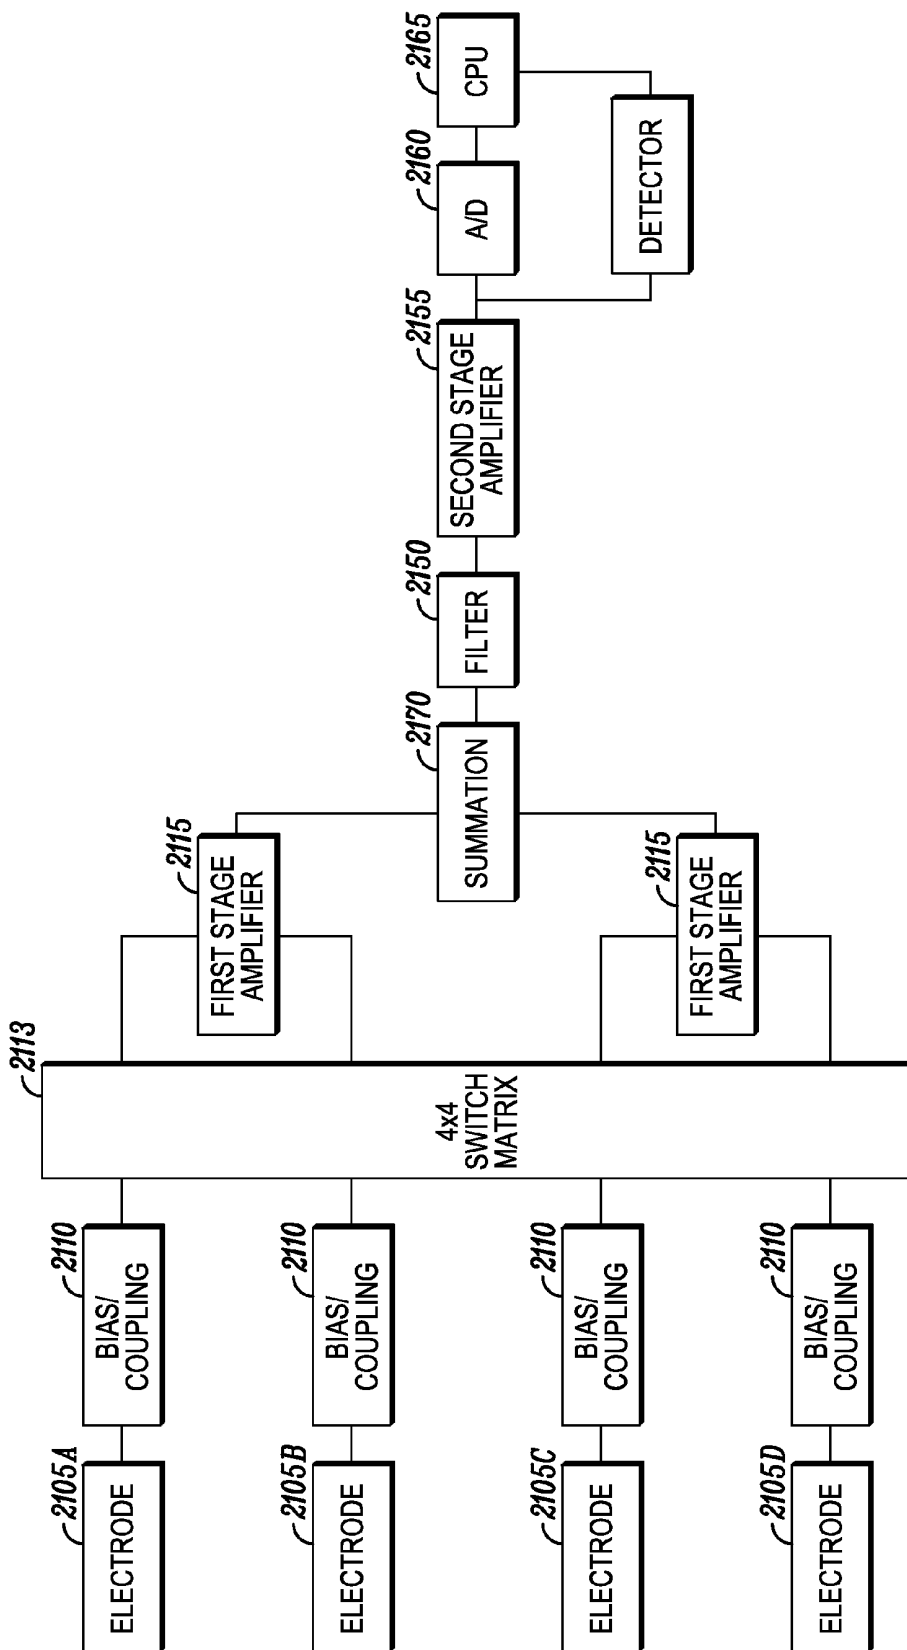 2105A
ELECTRODE
2110
BIAS/
COUPLING
2105B
ELECTRODE
2110
BIAS/
COUPLING
2105C
ELECTRODE
2110
BIAS/
COUPLING
2105D
ELECTRODE
2110
BIAS/
COUPLING
2113
4x4
SWITCH
MATRIX
2115
FIRST STAGE
AMPLIFIER
2115
FIRST STAGE
AMPLIFIER
2170
SUMMATION
2150
FILTER
2155
SECOND STAGE
AMPLIFIER
2160
A/D
2165
CPU
DETECTOR